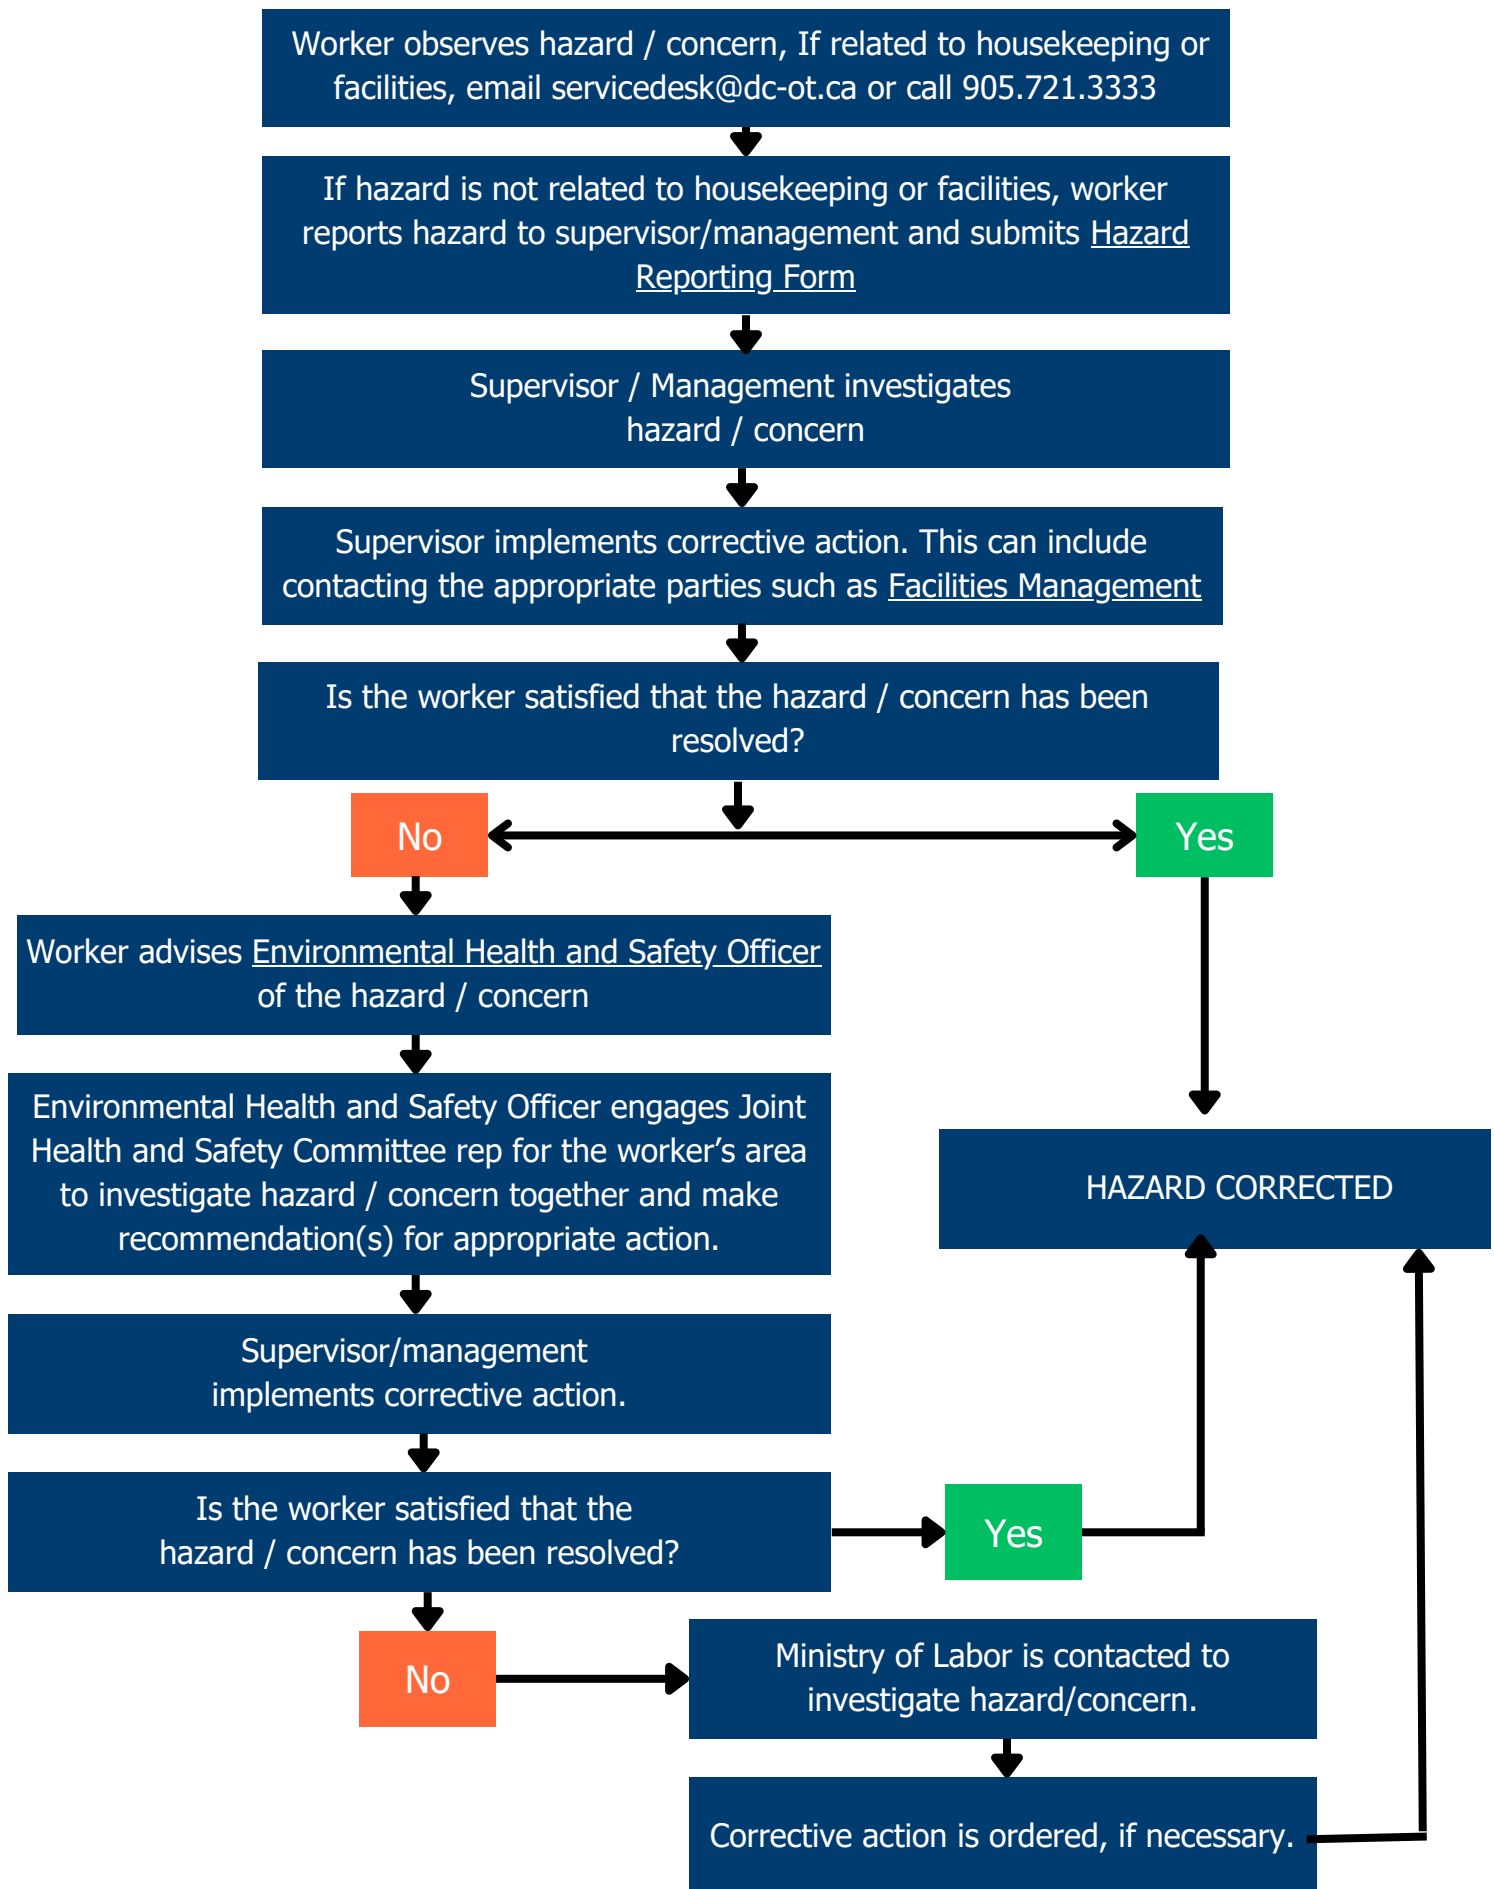 Worker observes hazard / concern, If related to housekeeping or
facilities, email servicedesk@dc-ot.ca or call 905.721.3333
If hazard is not related to housekeeping or facilities, worker
reports hazard to supervisor/management and submits Hazard
Reporting Form
Supervisor / Management investigates
hazard / concern
Supervisor implements corrective action. This can include
contacting the appropriate parties such as Facilities Management
Is the worker satisfied that the hazard / concern has been
resolved?
No
Yes
Worker advises Environmental Health and Safety Officer
of the hazard / concern
Environmental Health and Safety Officer engages Joint
Health and Safety Committee rep for the worker’s area
to investigate hazard / concern together and make
recommendation(s) for appropriate action.
HAZARD CORRECTED
Supervisor/management
implements corrective action.
Is the worker satisfied that the
hazard / concern has been resolved?
Yes
No
Ministry of Labor is contacted to
investigate hazard/concern.
Corrective action is ordered, if necessary.